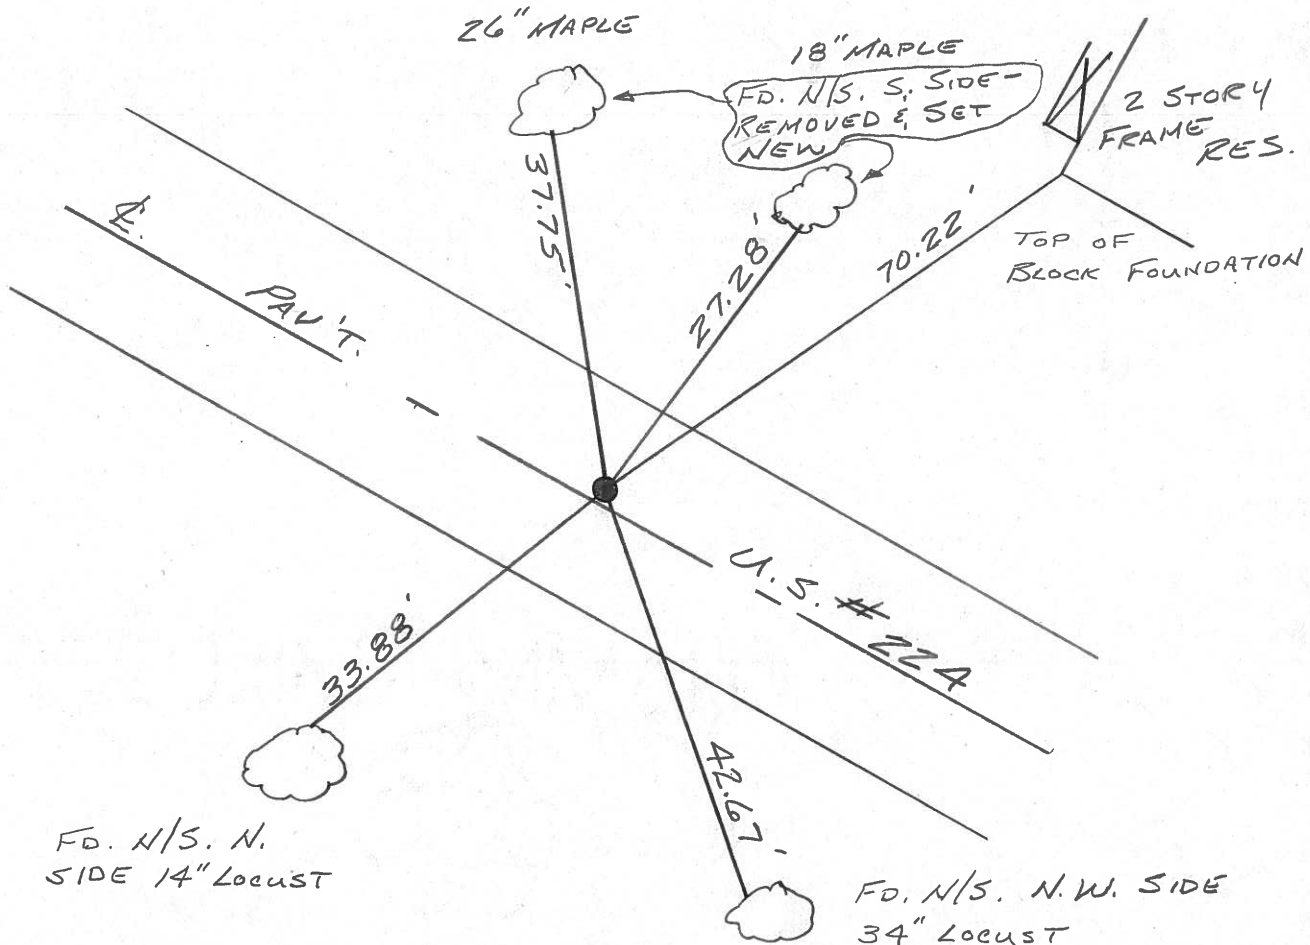 26" MAPLE
18" MAPLE
FD. N/S. S. SIDE -
REMOVED & SET
NEW
2 STORY
FRAME
RES.
37.75'
27.28'
70.22'
TOP OF
BLOCK FOUNDATION
℄.
PAV'T.
U.S. # 224
33.88'
42.67'
FD. N/S. N.
SIDE 14" LOCUST
FD. N/S. N.W. SIDE
34" LOCUST